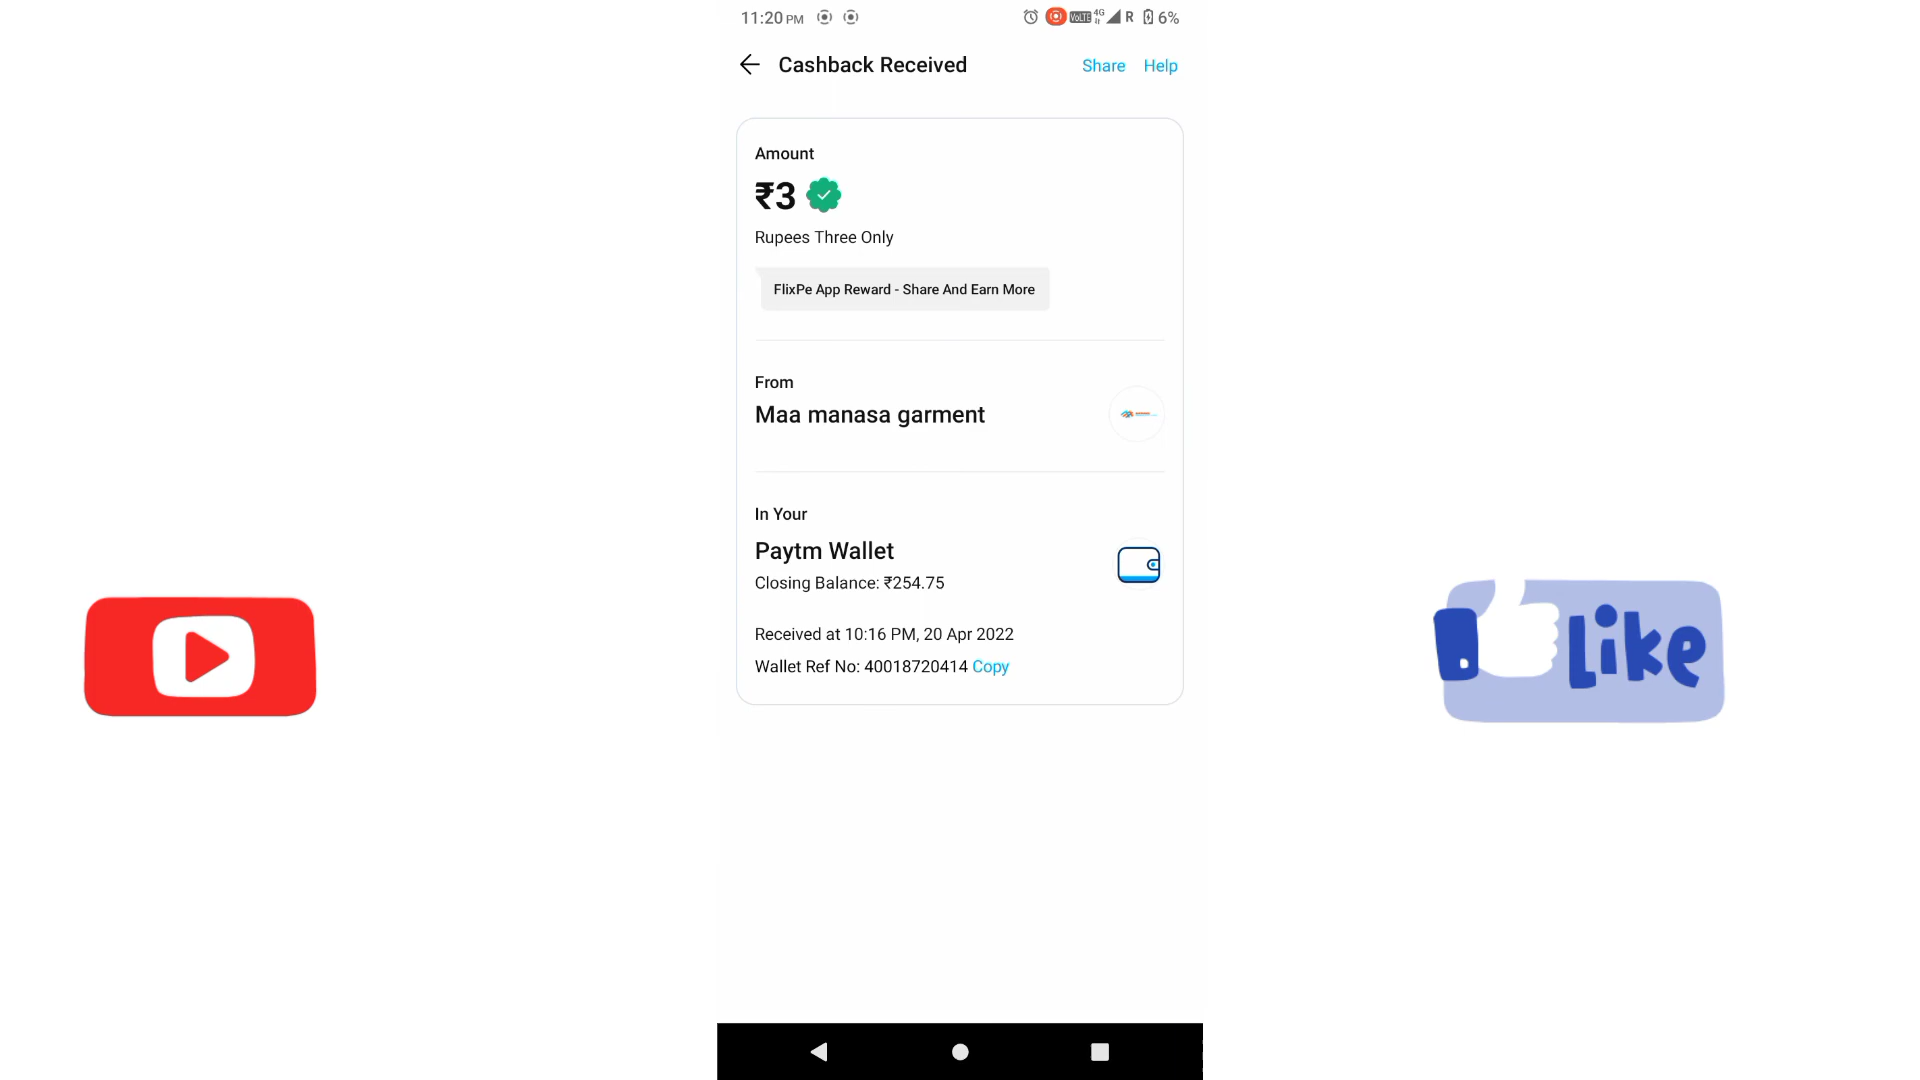 11:20 PM VoLTE 4G R 6%
Cashback Received Share Help
Amount
₹3
Rupees Three Only
FlixPe App Reward - Share And Earn More
From
Maa manasa garment
In Your
Paytm Wallet
Closing Balance: ₹254.75
Received at 10:16 PM, 20 Apr 2022
Wallet Ref No: 40018720414 Copy
Like